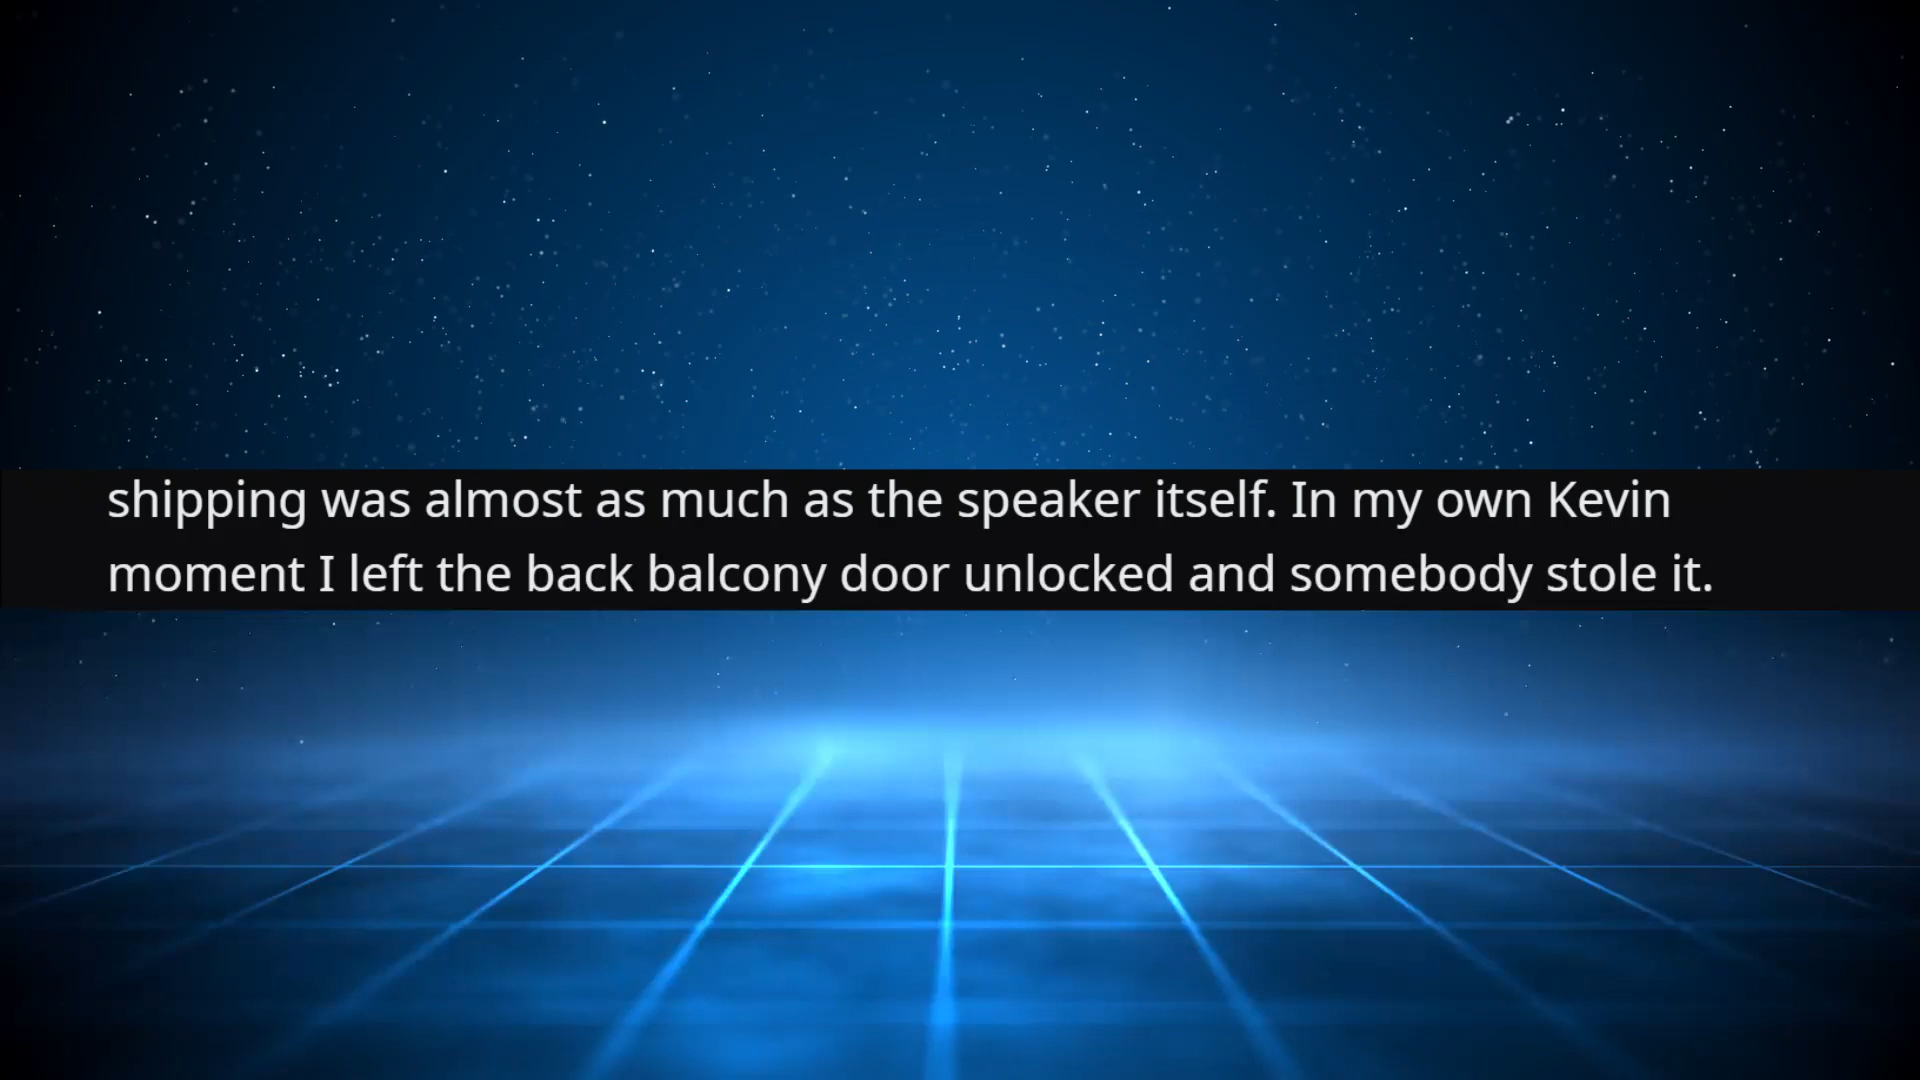 shipping was almost as much as the speaker itself. In my own Kevin
moment I left the back balcony door unlocked and somebody stole it.